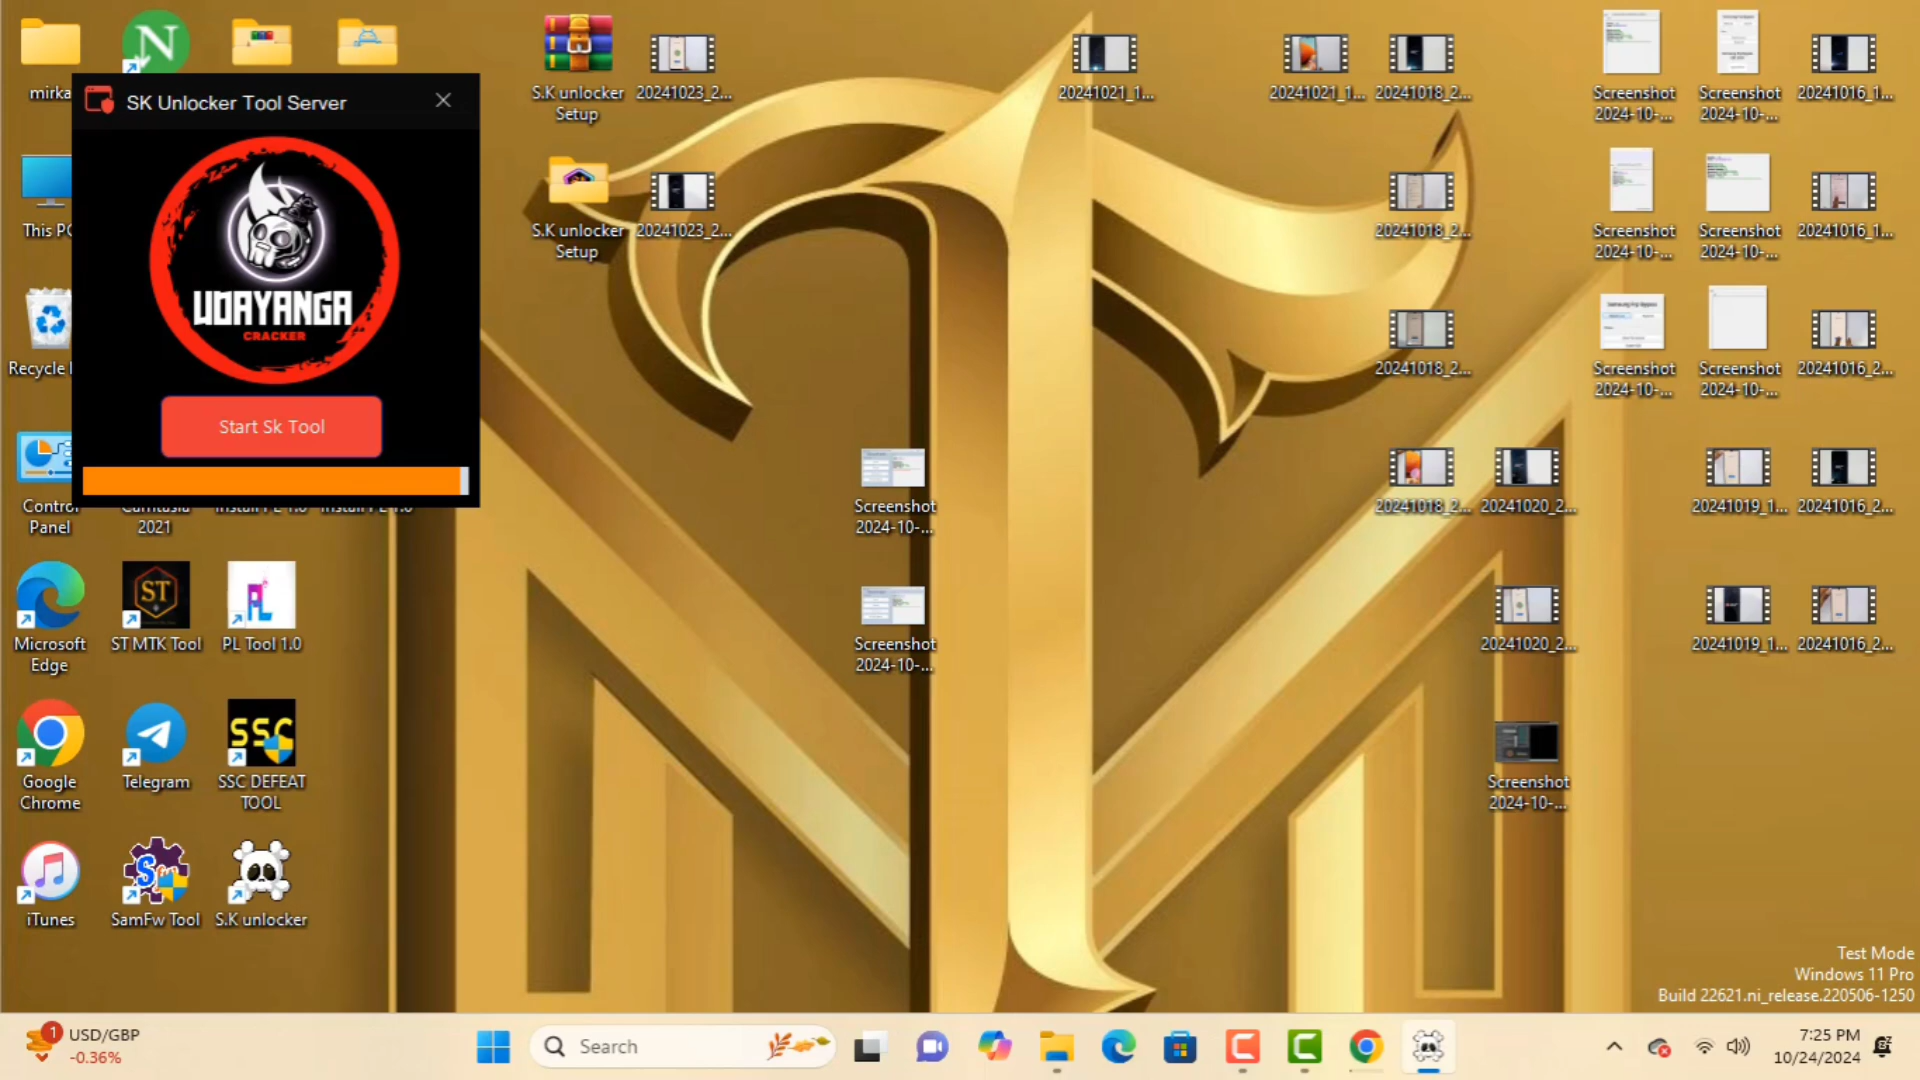 mirka
SK Unlocker Tool Server
UDAYANGA
CRACKER
Start Sk Tool
This PC
Recycle
Control
Panel
2021
Microsoft
Edge
ST
ST MTK Tool
PL
PL Tool 1.0
Google
Chrome
Telegram
SSC
SSC DEFEAT
TOOL
iTunes
SamFw Tool
S.K unlocker
S.K unlocker
Setup
20241023_2...
S.K unlocker
Setup
20241023_2...
20241021_1...
20241021_1...
20241018_2...
20241018_2...
20241018_2...
20241018_2...
20241020_2...
20241020_2...
Screenshot
2024-10-...
Screenshot
2024-10-...
Screenshot
2024-10-...
Screenshot
2024-10-...
Screenshot
2024-10-...
20241016_1...
Screenshot
2024-10-...
Screenshot
2024-10-...
20241016_1...
Screenshot
2024-10-...
Screenshot
2024-10-...
20241016_2...
20241019_1...
20241016_2...
20241019_1...
20241016_2...
Test Mode
Windows 11 Pro
Build 22621.ni_release.220506-1250
1
USD/GBP
-0.36%
Search
7:25 PM
10/24/2024